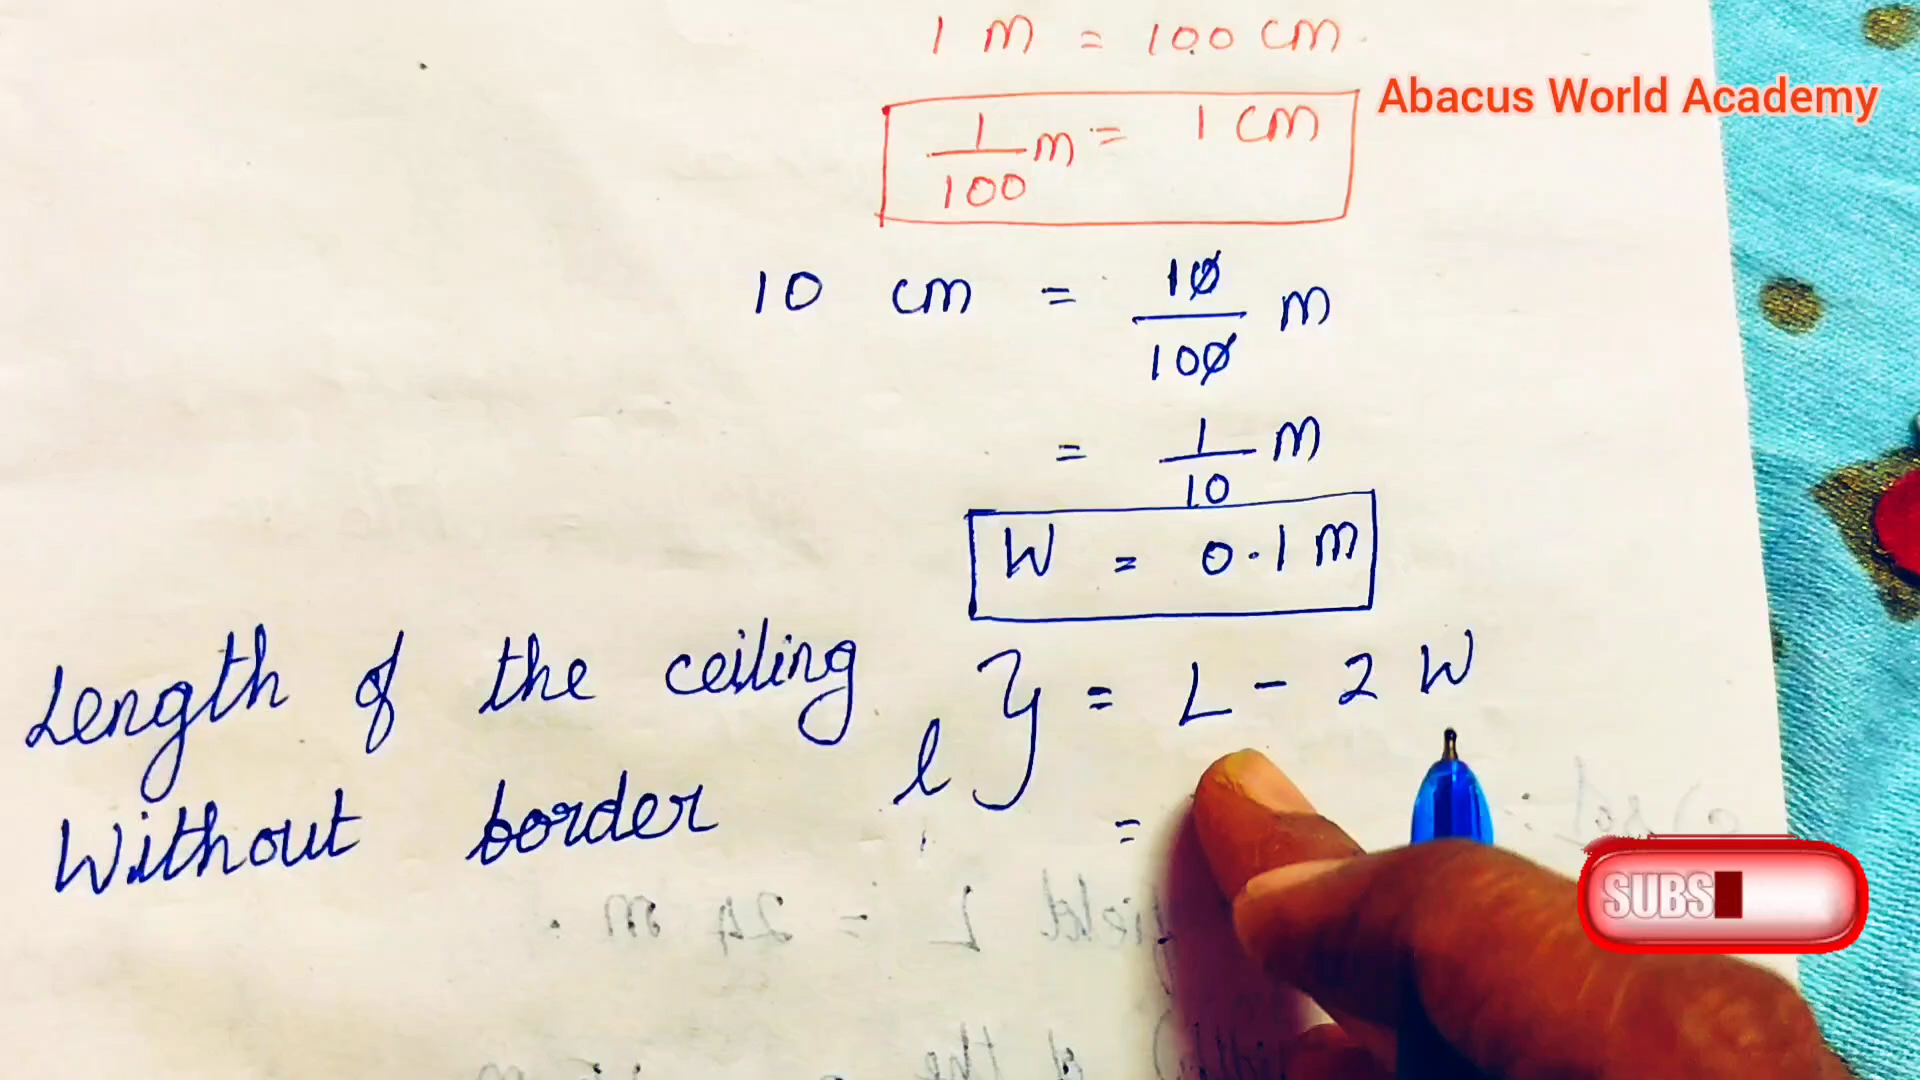 1 m = 100 cm
Abacus World Academy
1/100 m = 1 cm
10 cm = 10/100 m
= 1/10 m
W = 0.1 m
Length of the ceiling
without border l } = L - 2 W
=
SUBS